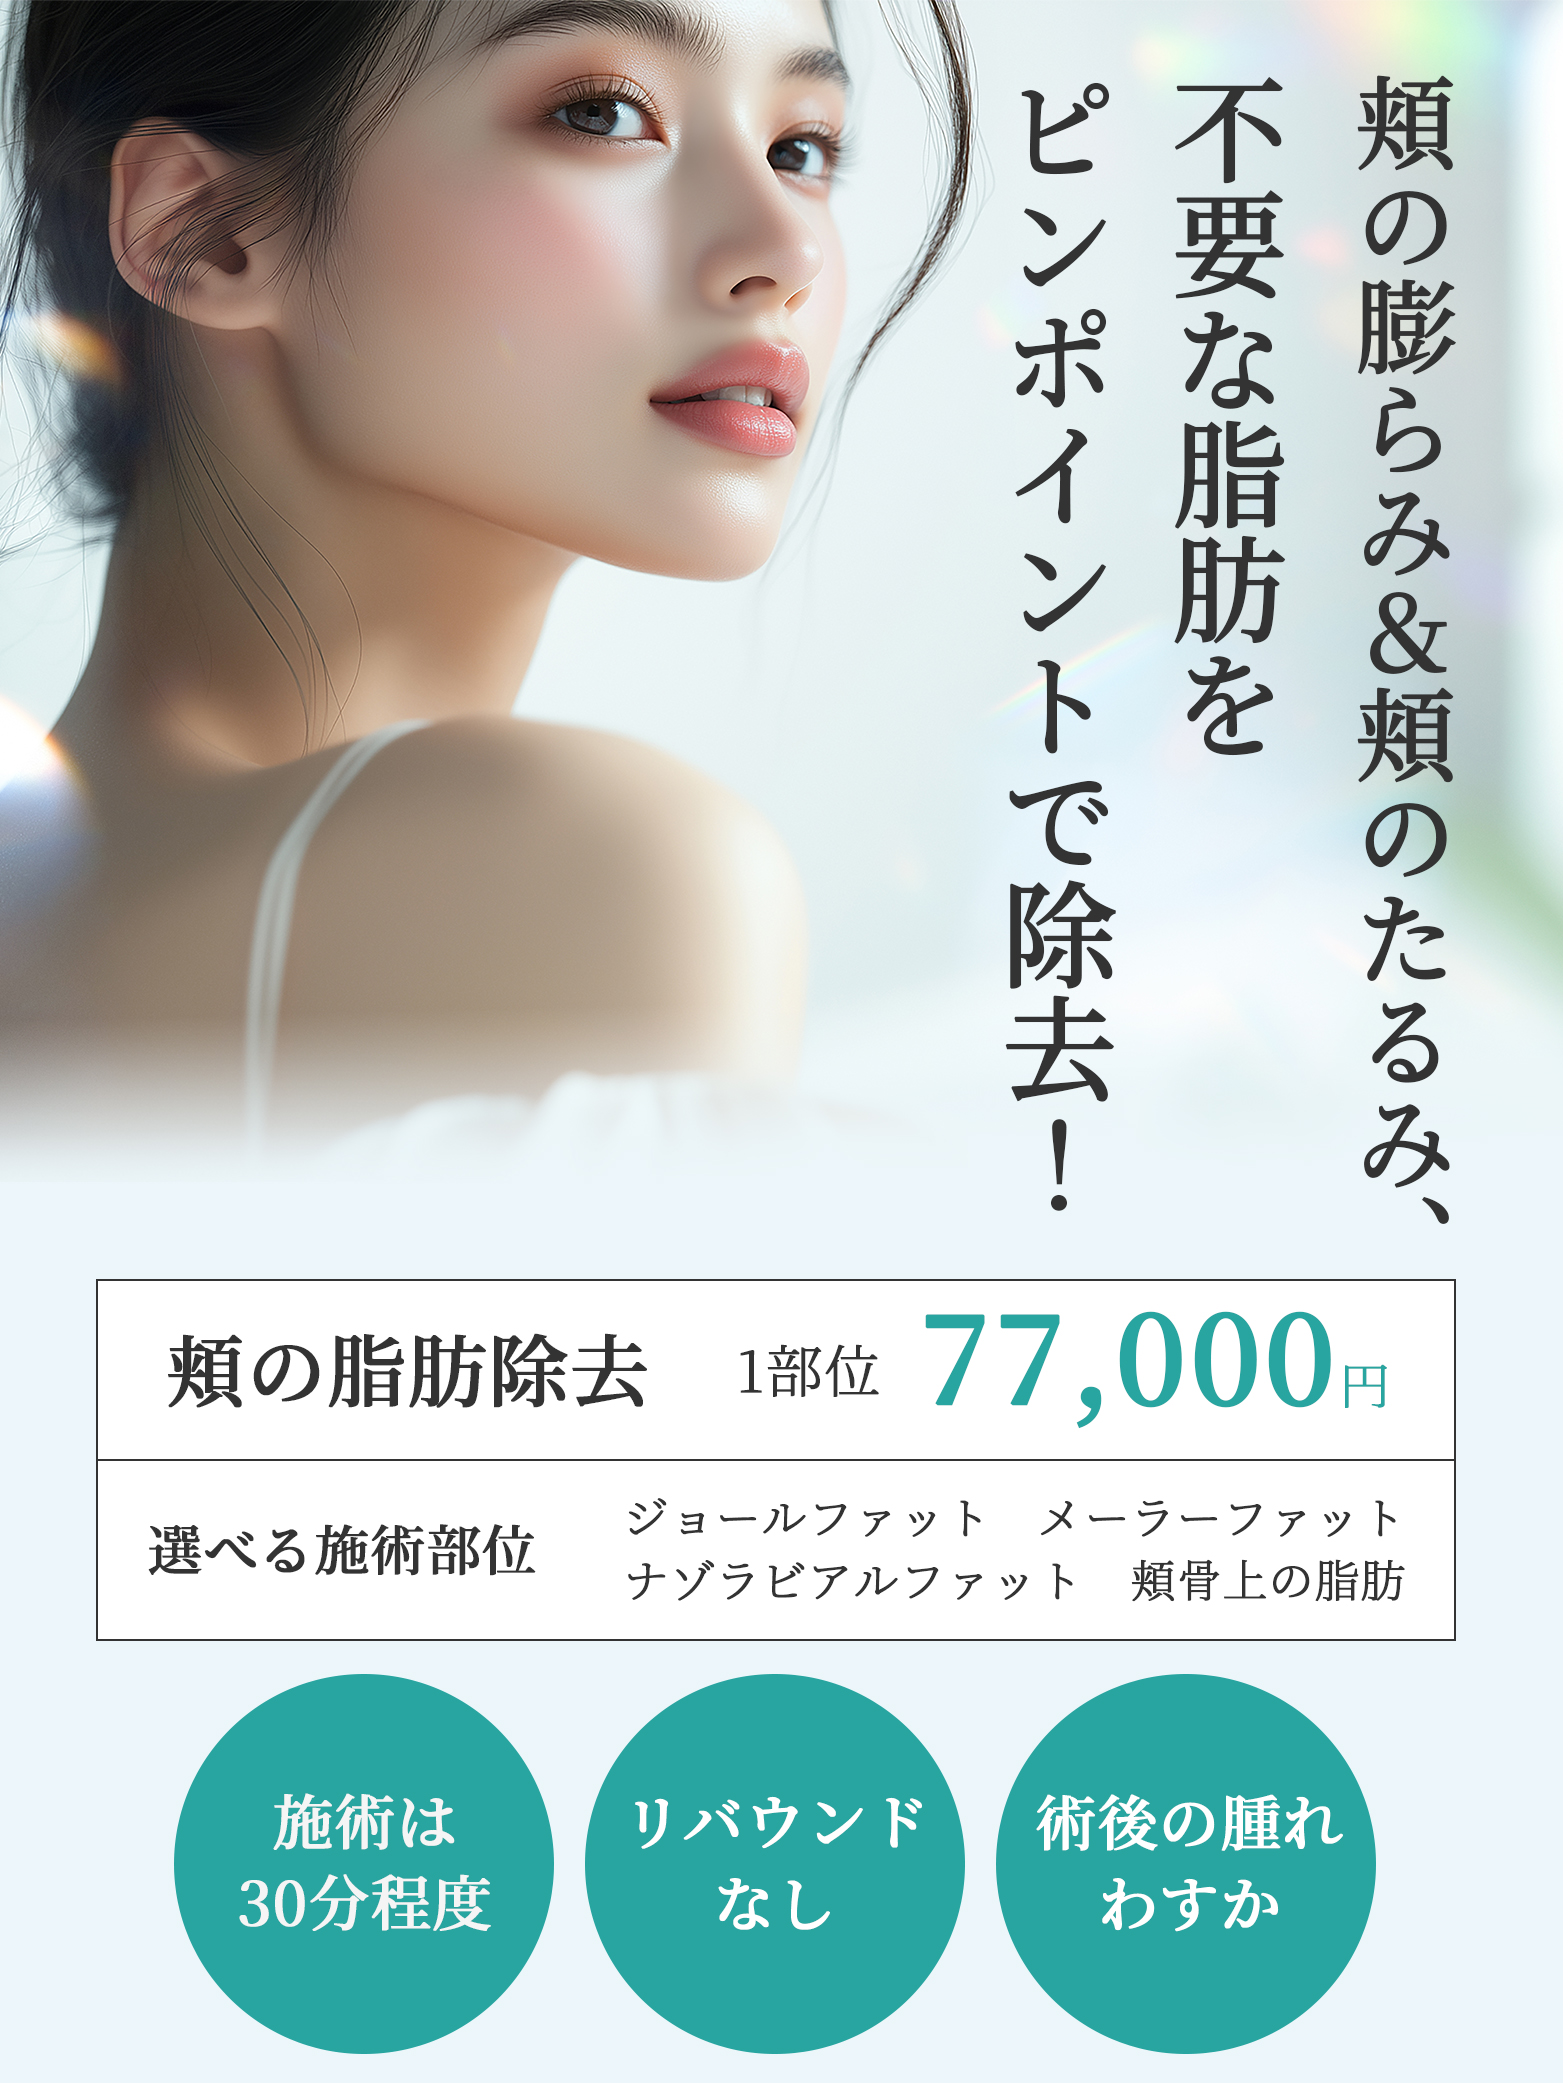 頬の膨らみ&頬のたるみ、
不要な脂肪を
ピンポイントで除去！
頬の脂肪除去 1部位 77,000円
選べる施術部位
ジョールファット メーラーファット
ナゾラビアルファット 頬骨上の脂肪
施術は
30分程度
リバウンド
なし
術後の腫れ
わすか